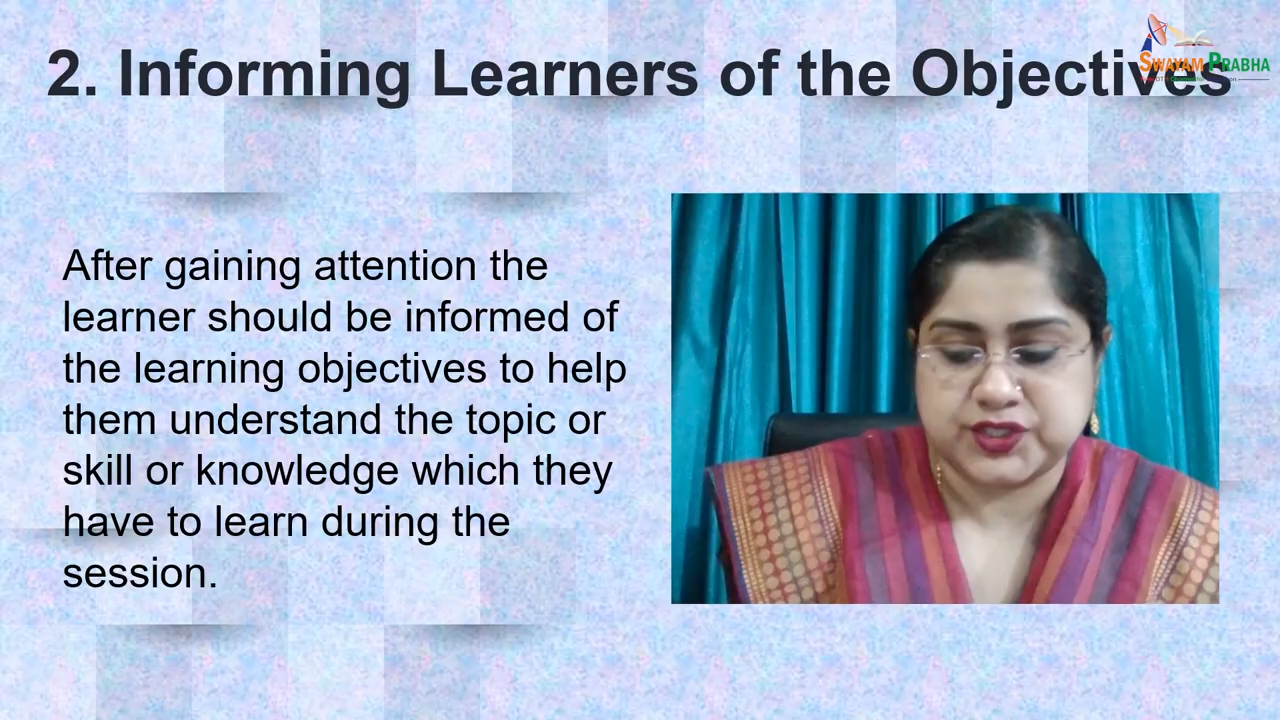 2. Informing Learners of the Objectives
SWAYAM PRABHA
After gaining attention the
learner should be informed of
the learning objectives to help
them understand the topic or
skill or knowledge which they
have to learn during the
session.